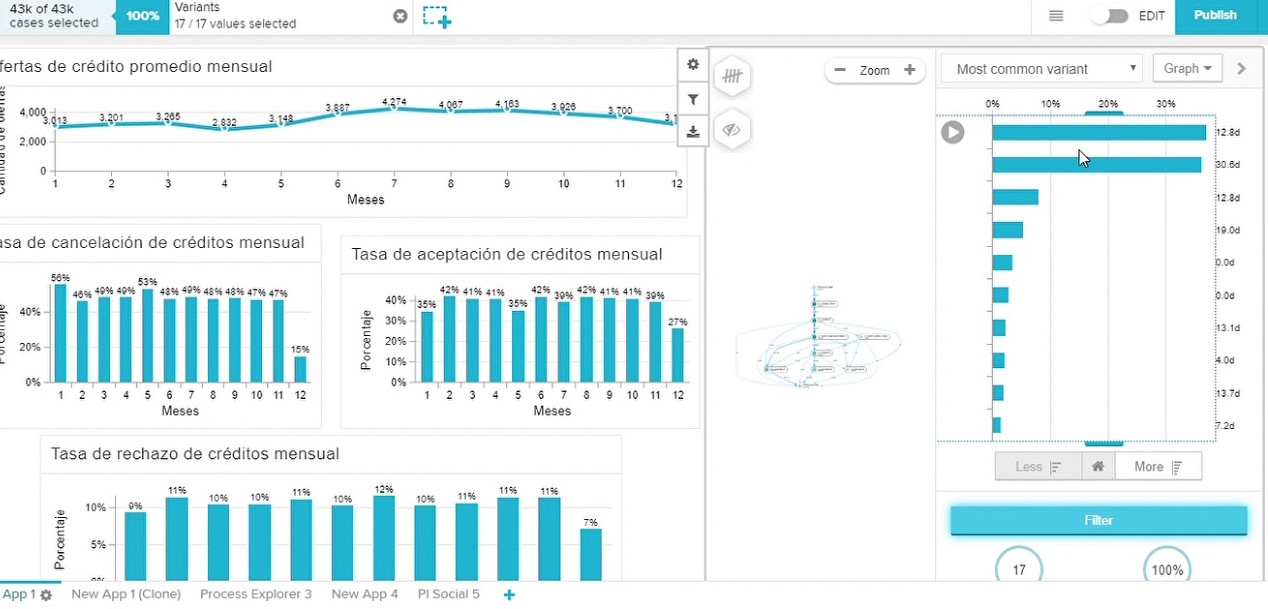 43k of 43k
cases selected
100%
Variants
17 / 17 values selected
EDIT
Publish
fertas de crédito promedio mensual
4,000
2,000
0
3,013 3,201 3,265 2,832 3,148 3,887 4,274 4,067 4,163 3,926 3,700 3,1
1 2 3 4 5 6 7 8 9 10 11 12
Meses
asa de cancelación de créditos mensual
56% 46% 49% 49% 53% 48% 49% 48% 48% 47% 47% 15%
40%
20%
0%
1 2 3 4 5 6 7 8 9 10 11 12
Meses
Tasa de aceptación de créditos mensual
Porcentaje
40%
30%
20%
10%
0%
35% 42% 41% 41% 35% 42% 39% 42% 41% 41% 39% 27%
1 2 3 4 5 6 7 8 9 10 11 12
Meses
Tasa de rechazo de créditos mensual
Porcentaje
10%
5%
0%
9% 11% 10% 10% 11% 10% 12% 10% 11% 11% 11% 7%
Zoom
Most common variant
Graph
0% 10% 20% 30%
12.8d
30.6d
12.8d
19.0d
0.0d
0.0d
13.1d
4.0d
13.7d
7.2d
Less
More
Filter
17
100%
App 1
New App 1 (Clone)
Process Explorer 3
New App 4
PI Social 5